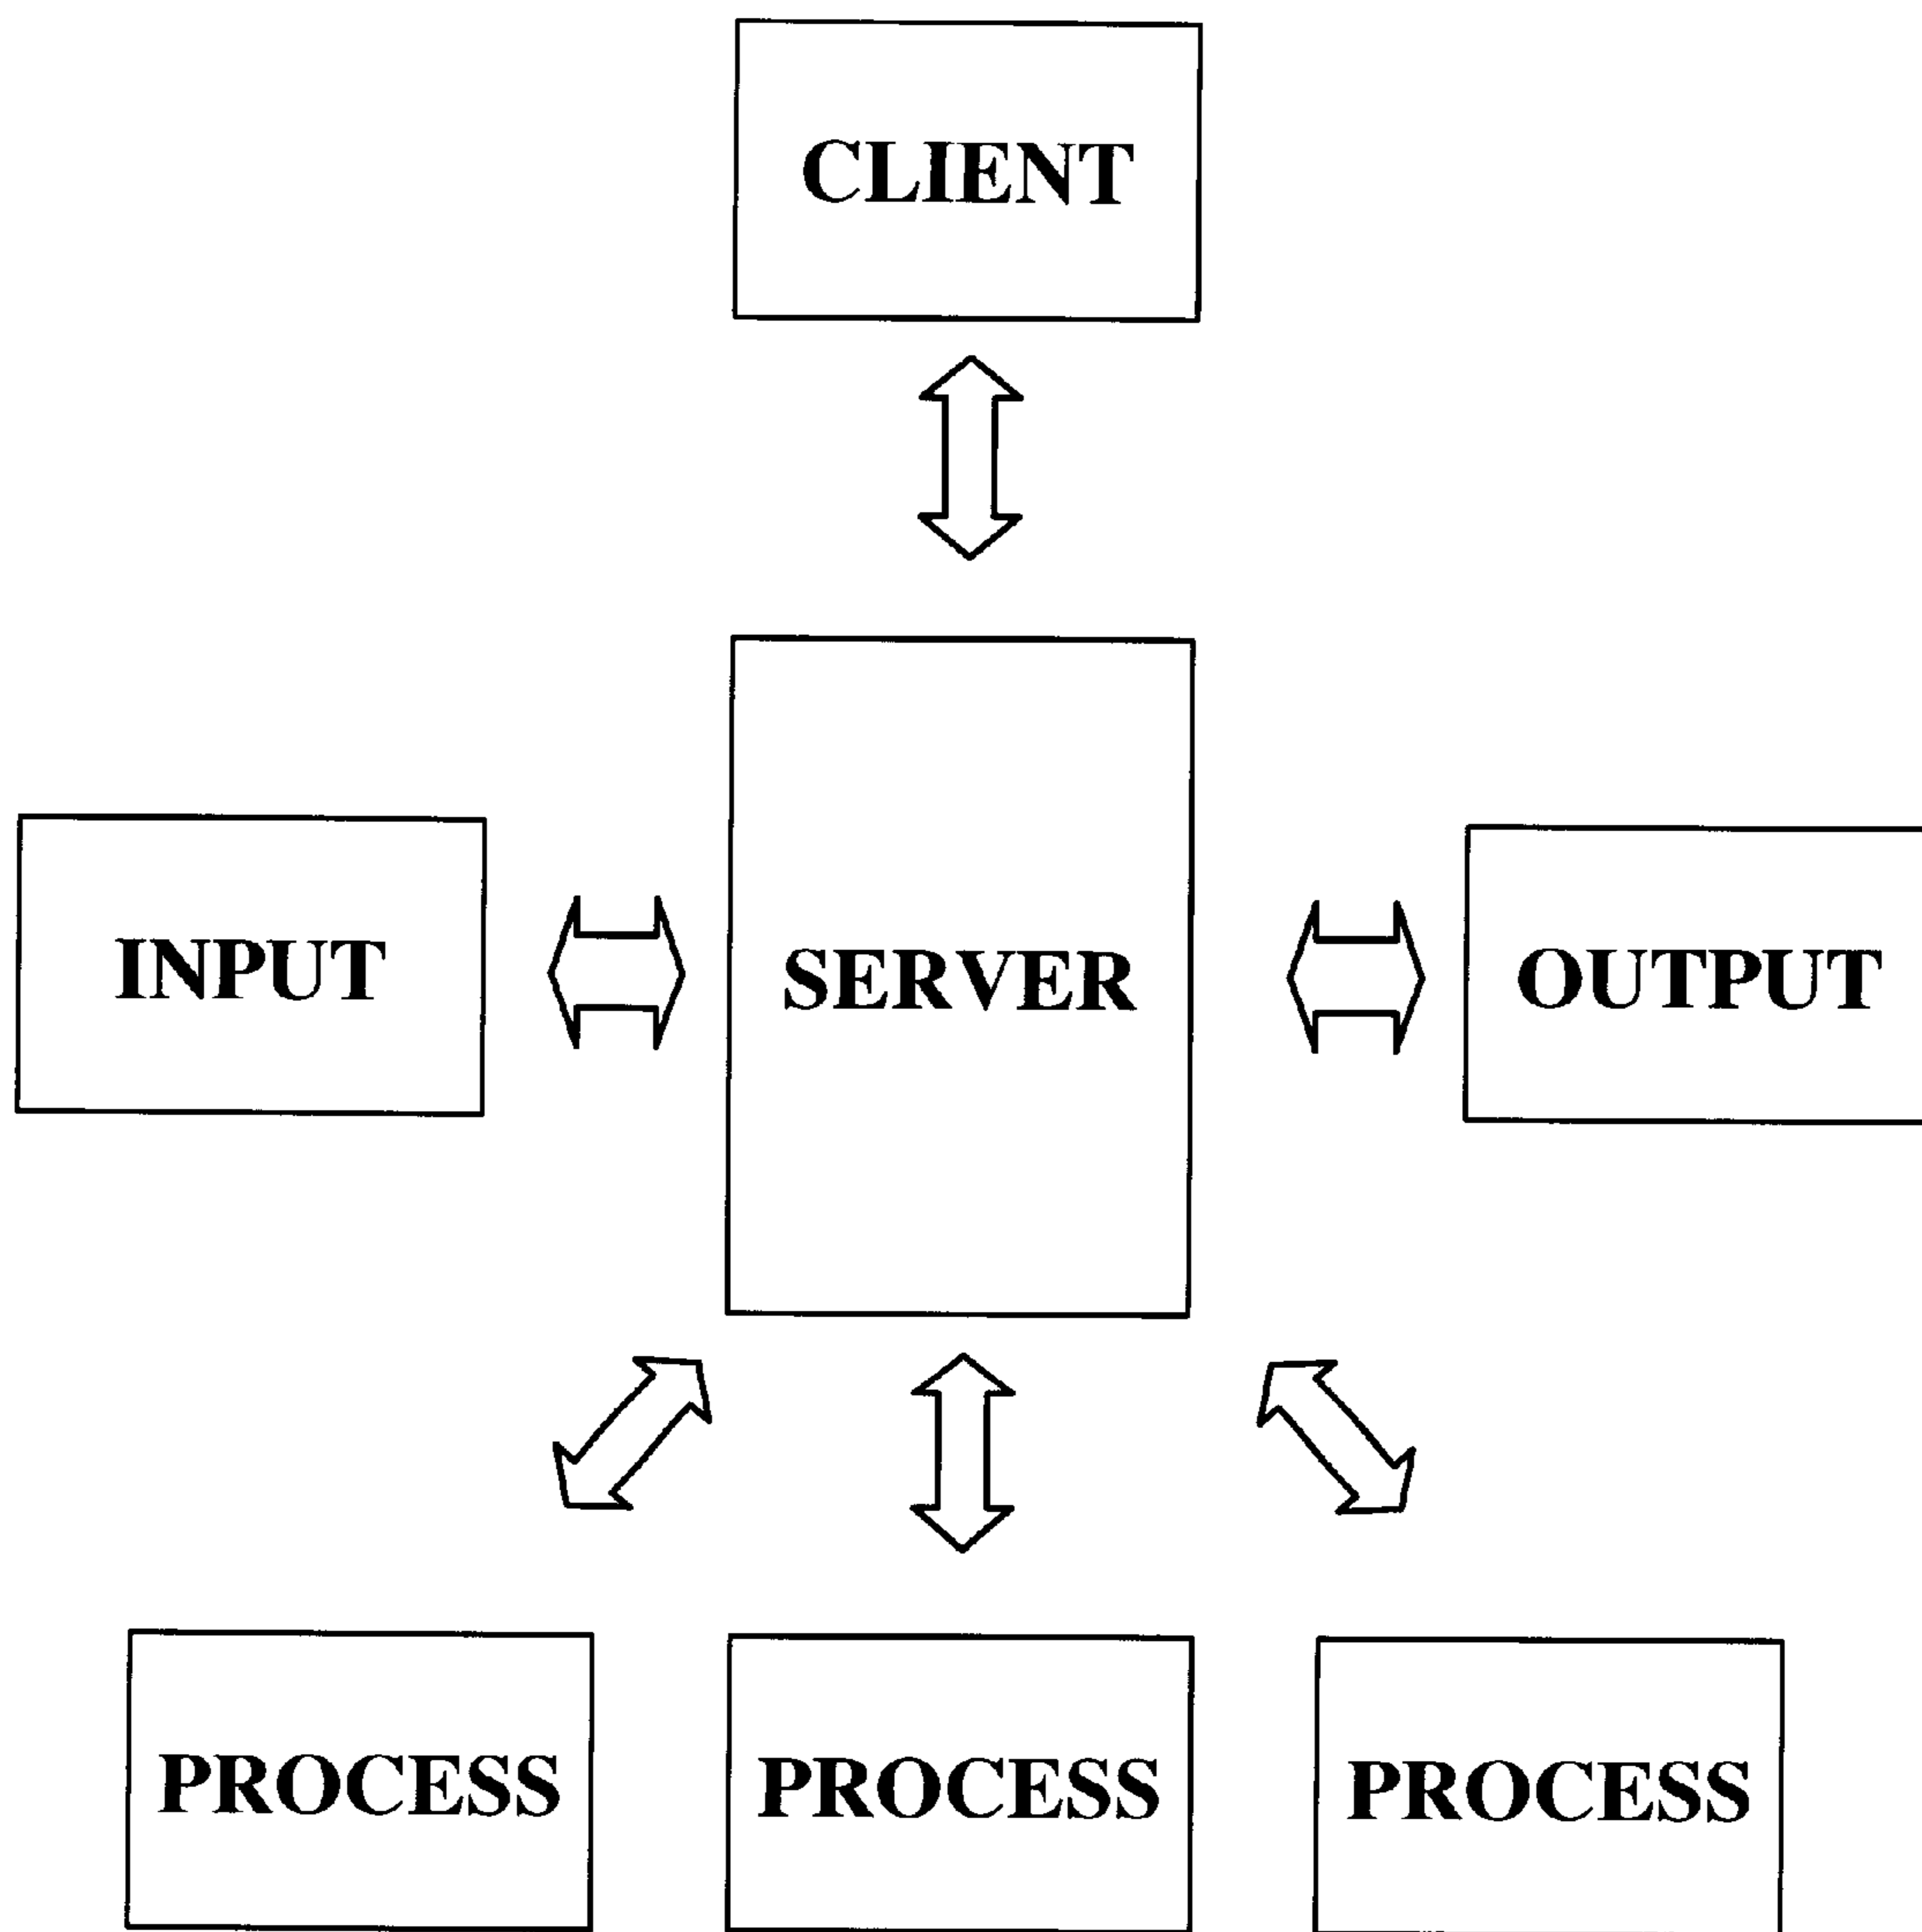 CLIENT
INPUT
SERVER
OUTPUT
PROCESS
PROCESS
PROCESS